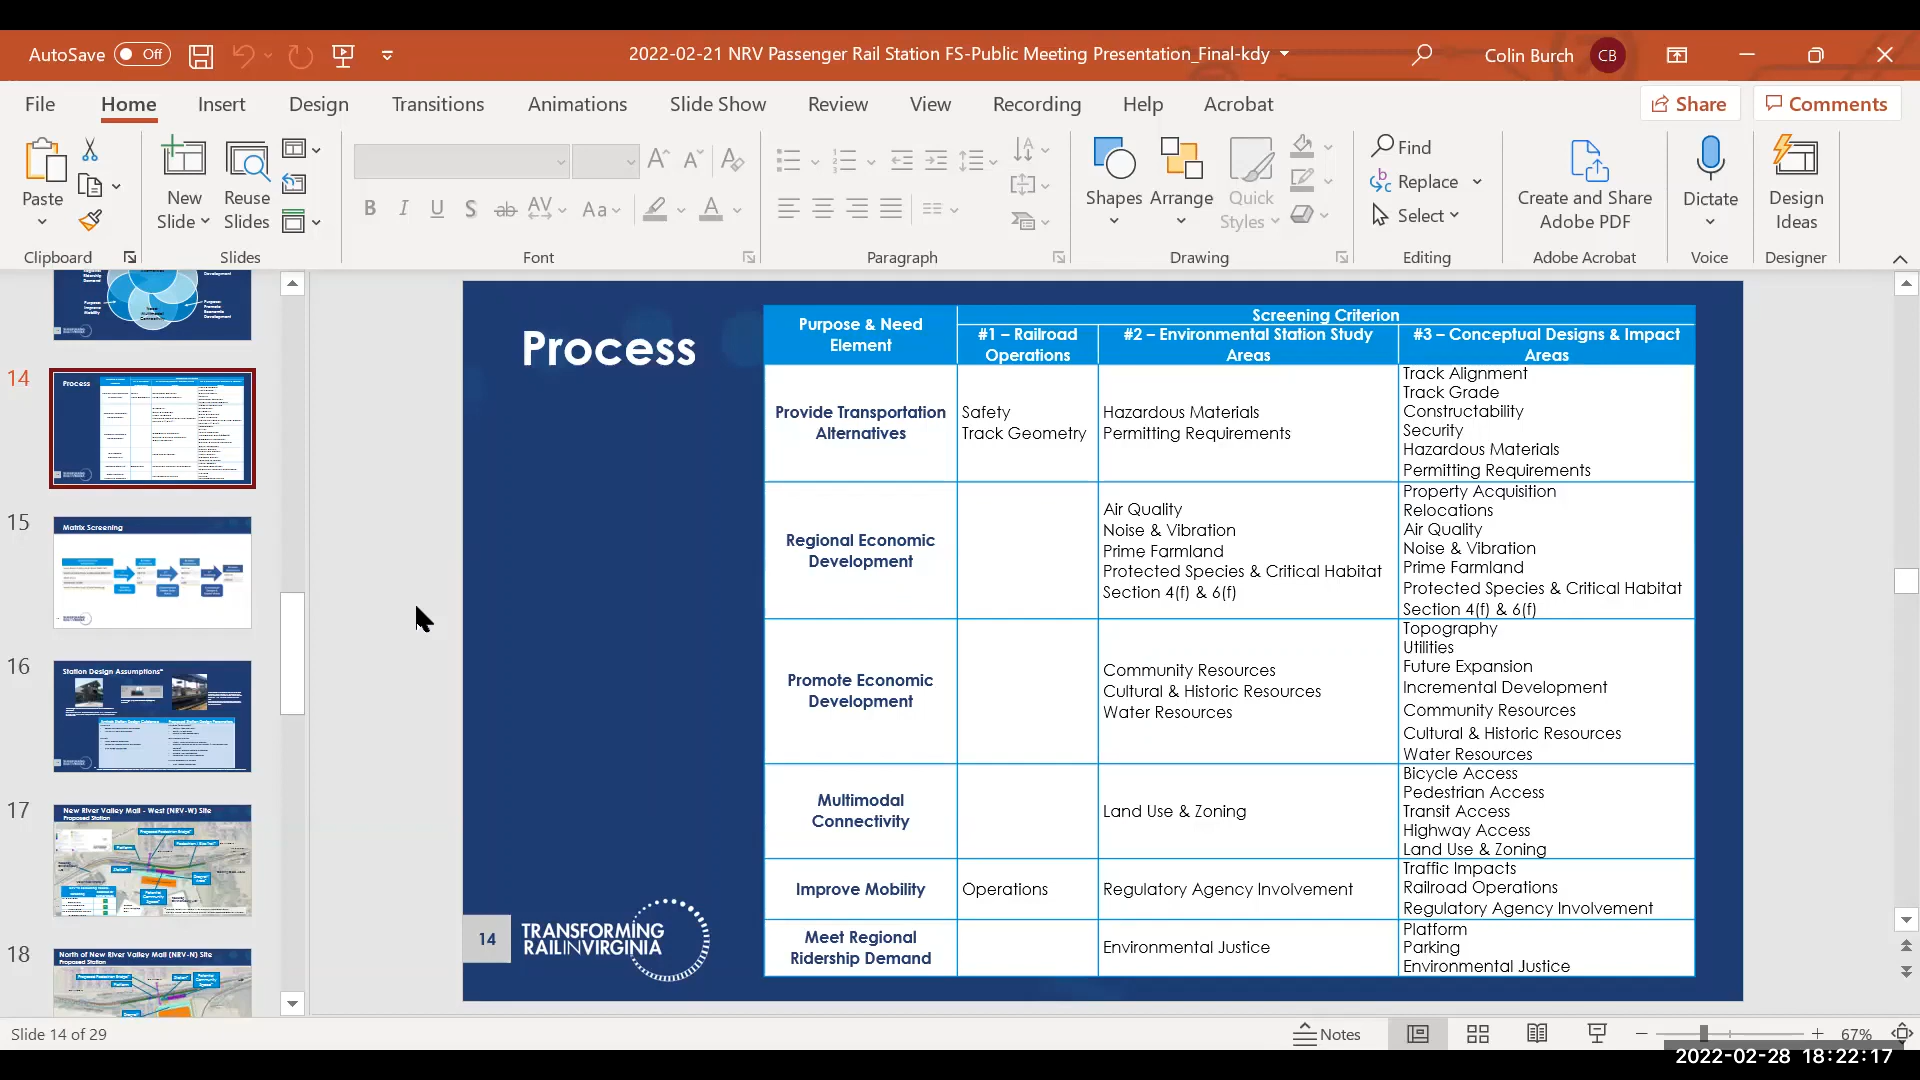 AutoSave Off
2022-02-21 NRV Passenger Rail Station FS-Public Meeting Presentation_Final-kdy
Colin Burch CB
File Home Insert Design Transitions Animations Slide Show Review View Recording Help Acrobat
Share Comments
Paste
New Slide
Reuse Slides
B I U S ab AV Aa A
Shapes Arrange Quick Styles
Find
Replace
Select
Create and Share Adobe PDF
Dictate
Design Ideas
Clipboard Slides Font Paragraph Drawing Editing Adobe Acrobat Voice Designer
14
Process
15
Matrix Screening
16
Station Design Assumptions*
17
New River Valley Mall - West (NRV-W) Site
Proposed Station
18
North of New River Valley Mall (NRV-N) Site
Proposed Station
Process
Purpose & Need Element
Screening Criterion
#1 – Railroad Operations
#2 – Environmental Station Study Areas
#3 – Conceptual Designs & Impact Areas
Provide Transportation Alternatives
Safety
Track Geometry
Hazardous Materials
Permitting Requirements
Track Alignment
Track Grade
Constructability
Security
Hazardous Materials
Permitting Requirements
Regional Economic Development
Air Quality
Noise & Vibration
Prime Farmland
Protected Species & Critical Habitat
Section 4(f) & 6(f)
Property Acquisition
Relocations
Air Quality
Noise & Vibration
Prime Farmland
Protected Species & Critical Habitat
Section 4(f) & 6(f)
Promote Economic Development
Community Resources
Cultural & Historic Resources
Water Resources
Topography
Utilities
Future Expansion
Incremental Development
Community Resources
Cultural & Historic Resources
Water Resources
Multimodal Connectivity
Land Use & Zoning
Bicycle Access
Pedestrian Access
Transit Access
Highway Access
Land Use & Zoning
Improve Mobility
Operations
Regulatory Agency Involvement
Traffic Impacts
Railroad Operations
Regulatory Agency Involvement
Meet Regional Ridership Demand
Environmental Justice
Platform
Parking
Environmental Justice
14
TRANSFORMING
RAILINVIRGINIA
Slide 14 of 29
Notes
67%
2022-02-28 18:22:17